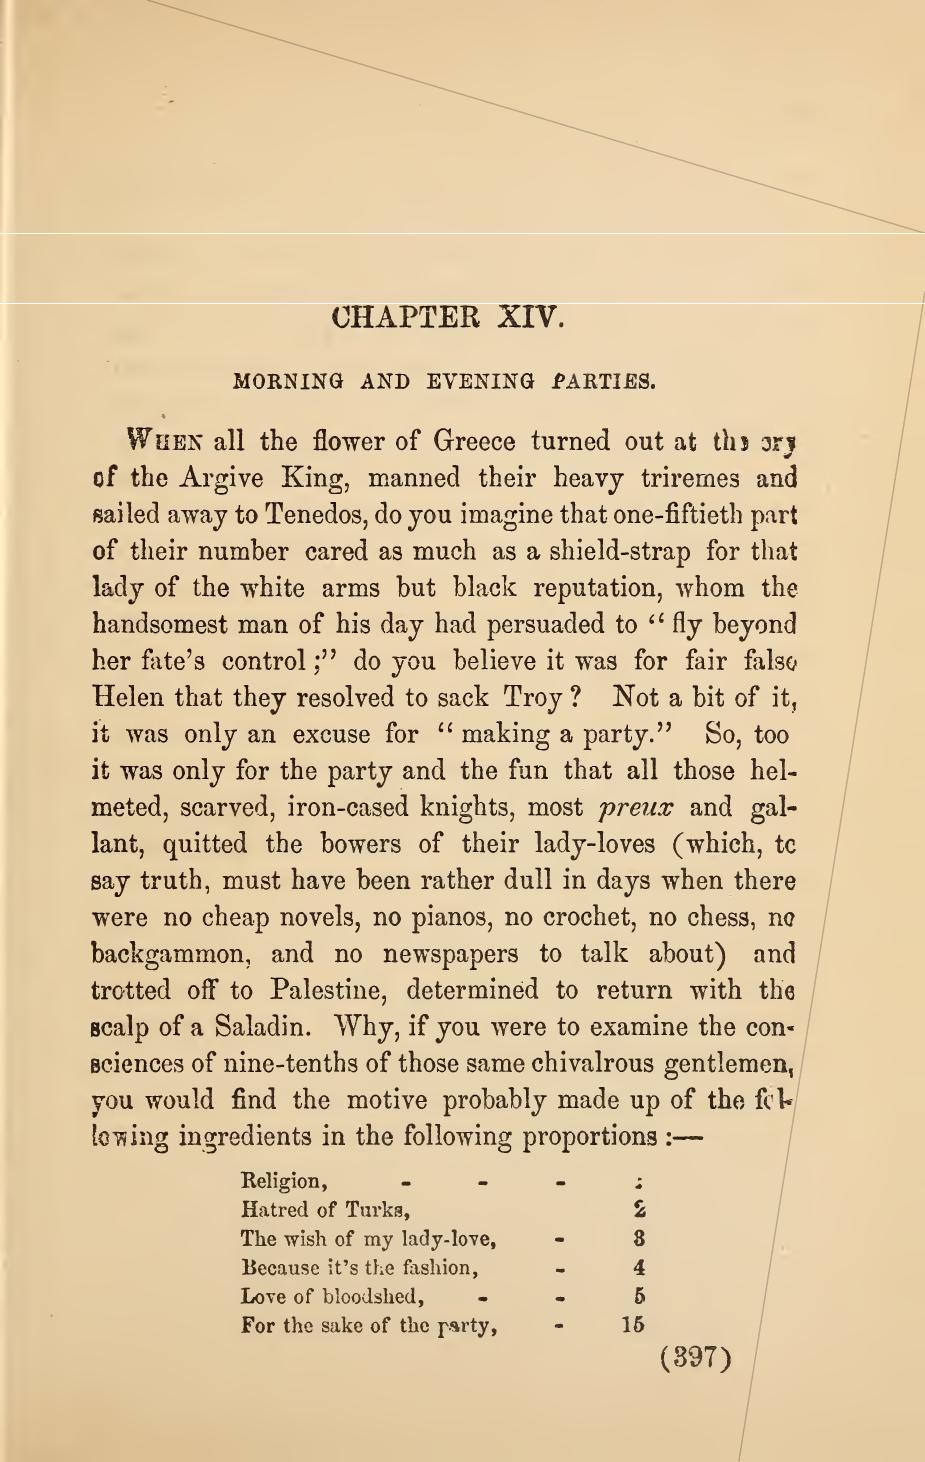 CHAPTER XIV.
MORNING AND EVENING PARTIES.
WHEN all the flower of Greece turned out at
of the Argive King, manned their heavy triremes and
sailed away to Tenedos, do you imagine that one-fiftieth part
of their number cared as much as a shield-strap for that
lady of the white arms but black reputation, whom the
handsomest man of his day had persuaded to “ fly beyond
her fate’s control ;” do you believe it was for fair false
Helen that they resolved to sack Troy ? Not a bit of it,
it was only an excuse for “ making a party.” So, too
it was only for the party and the fun that all those hel-
meted, scarved, iron-cased knights, most preux and gal-
lant, quitted the bowers of their lady-loves (which, to
say truth, must have been rather dull in days when there
were no cheap novels, no pianos, no crochet, no chess, no
backgammon, and no newspapers to talk about) and
trotted off to Palestine, determined to return with the
scalp of a Saladin. Why, if you were to examine the con-
sciences of nine-tenths of those same chivalrous gentlemen,
you would find the motive probably made up of the fol-
lowing ingredients in the following proportions :—
Religion, - - -
Hatred of Turks, 2
The wish of my lady-love, - 3
Because it’s the fashion, - 4
Love of bloodshed, - - 5
For the sake of the party, - 15
(397)